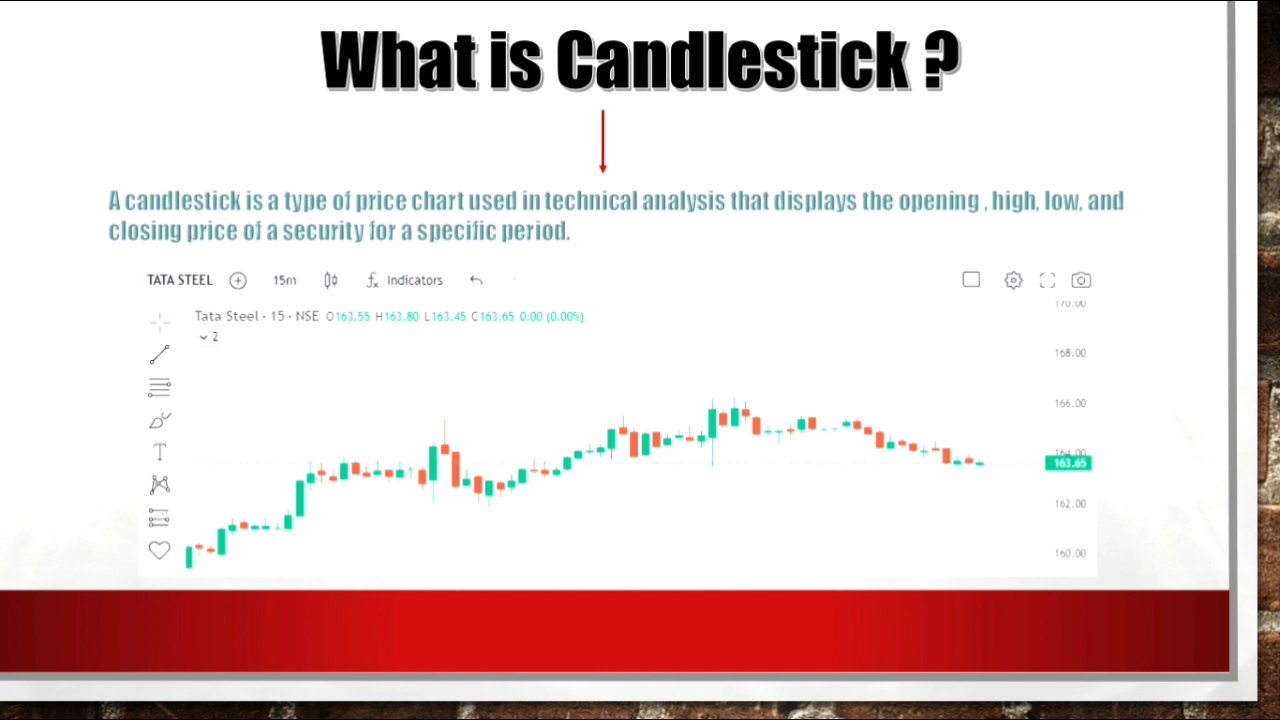 What is Candlestick ?
A candlestick is a type of price chart used in technical analysis that displays the opening , high, low, and
closing price of a security for a specific period.
TATA STEEL 15m fx Indicators
170.00
Tata Steel · 15 · NSE O163.55 H163.80 L163.45 C163.65 0.00 (0.00%)
2
168.00
166.00
164.00
163.65
T
162.00
160.00